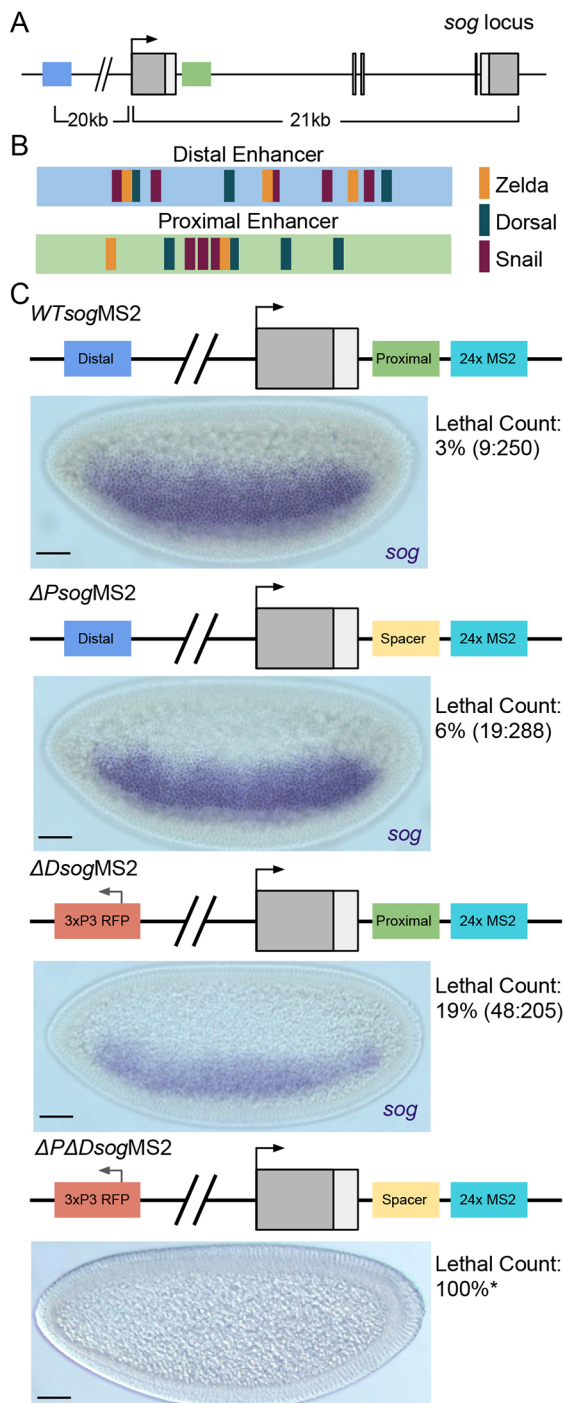 A
sog locus
20kb
21kb
B
Distal Enhancer
Proximal Enhancer
Zelda
Dorsal
Snail
C
WTsogMS2
Distal
Proximal
24x MS2
Lethal Count:
3% (9:250)
sog
ΔPsogMS2
Distal
Spacer
24x MS2
Lethal Count:
6% (19:288)
sog
ΔDsogMS2
3xP3 RFP
Proximal
24x MS2
Lethal Count:
19% (48:205)
sog
ΔPΔDsogMS2
3xP3 RFP
Spacer
24x MS2
Lethal Count:
100%*